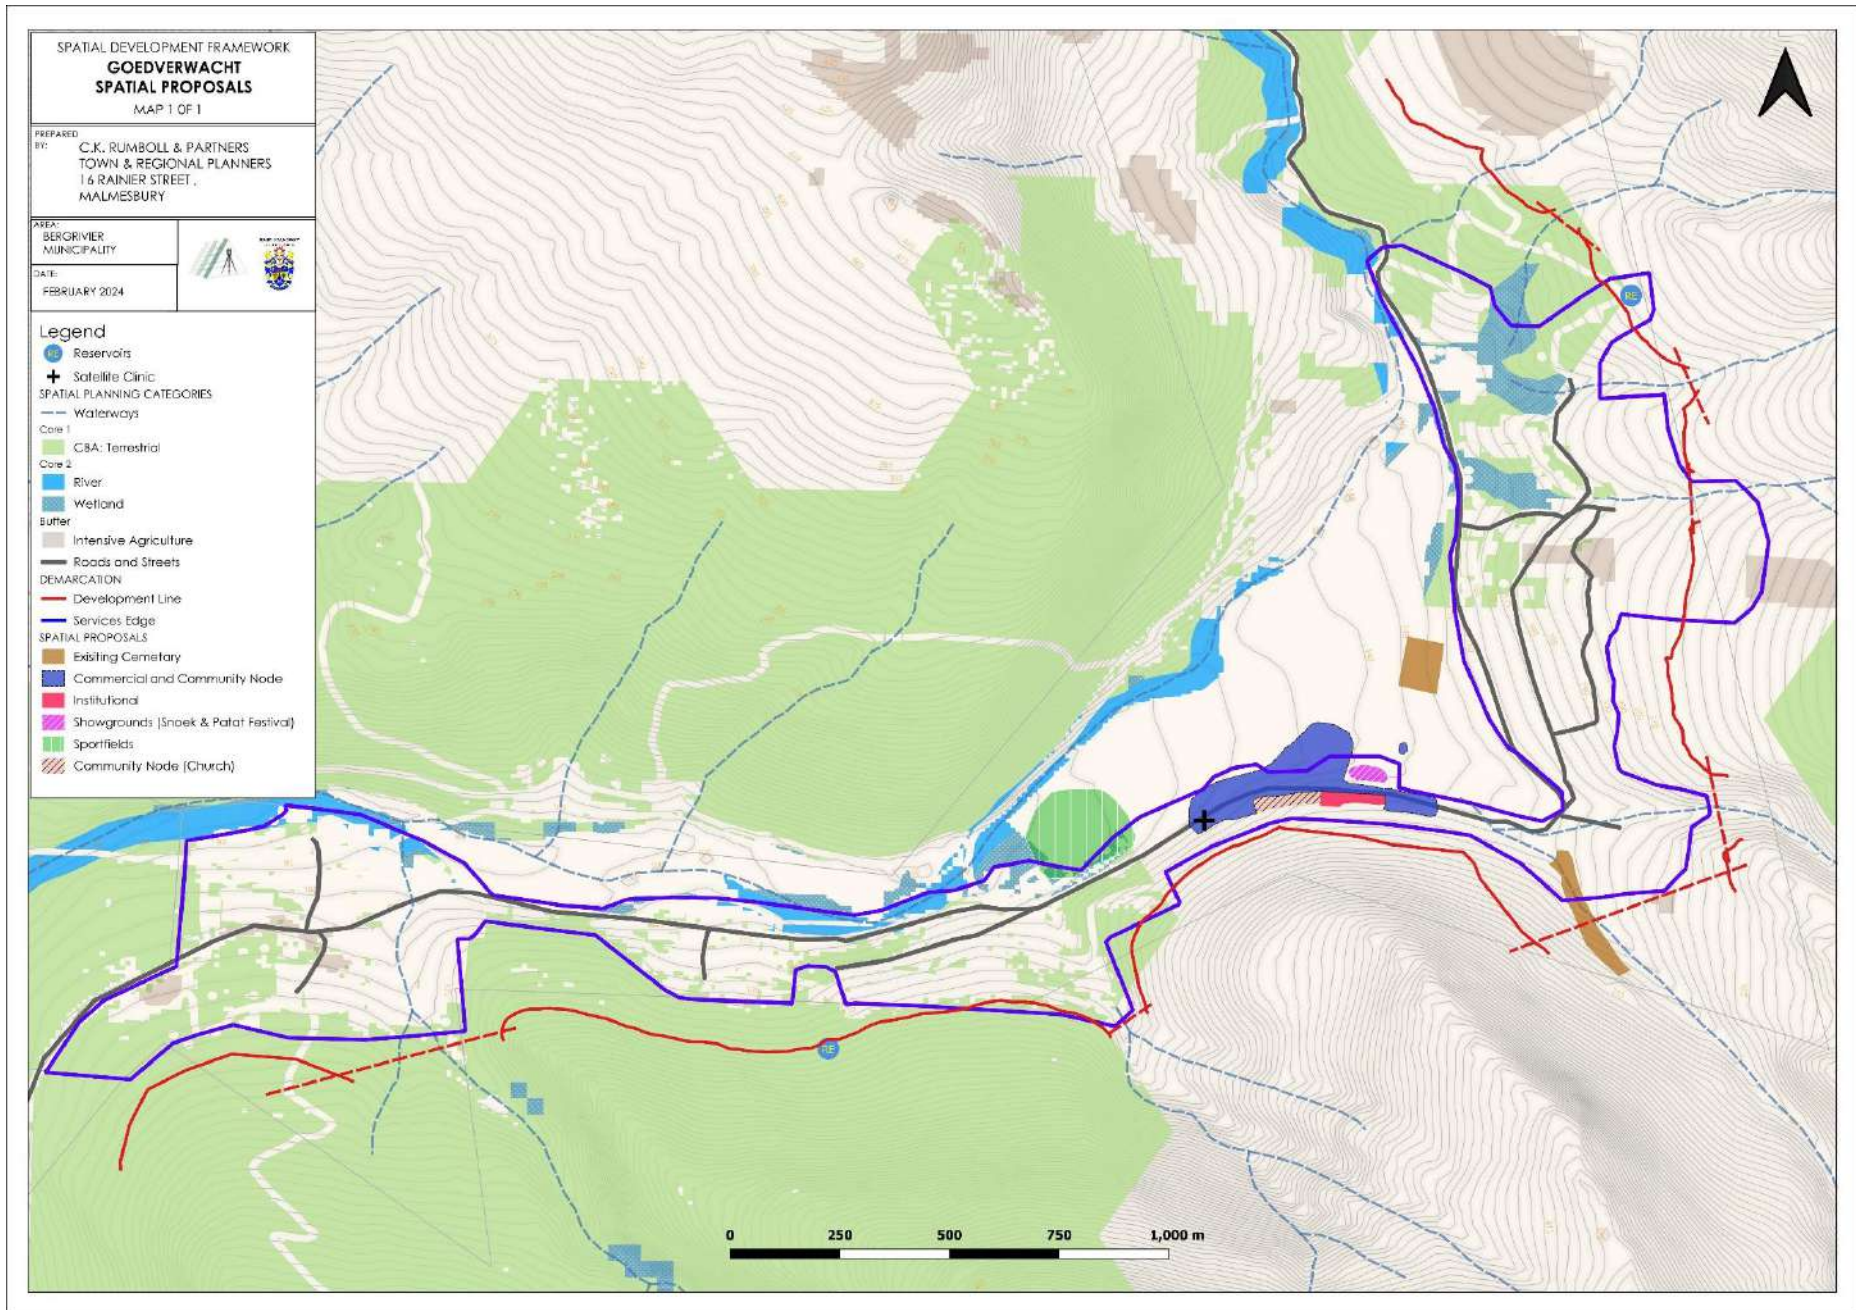 SPATIAL DEVELOPMENT FRAMEWORK
GOEDVERWACHT
SPATIAL PROPOSALS
MAP 1 OF 1
PREPARED
BY:
C.K. RUMBOLL & PARTNERS
TOWN & REGIONAL PLANNERS
16 RAINIER STREET ,
MALMESBURY
AREA:
BERGRIVIER
MUNICIPALITY
DATE:
FEBRUARY 2024
Legend
RE Reservoirs
Satellite Clinic
SPATIAL PLANNING CATEGORIES
Waterways
Core 1
CBA: Terrestrial
Core 2
River
Wetland
Buffer
Intensive Agriculture
Roads and Streets
DEMARCATION
Development Line
Services Edge
SPATIAL PROPOSALS
Exisiting Cemetary
Commercial and Community Node
Institutional
Showgrounds (Snoek & Patat Festival)
Sportfields
Community Node (Church)
RE
RE
0 250 500 750 1,000 m